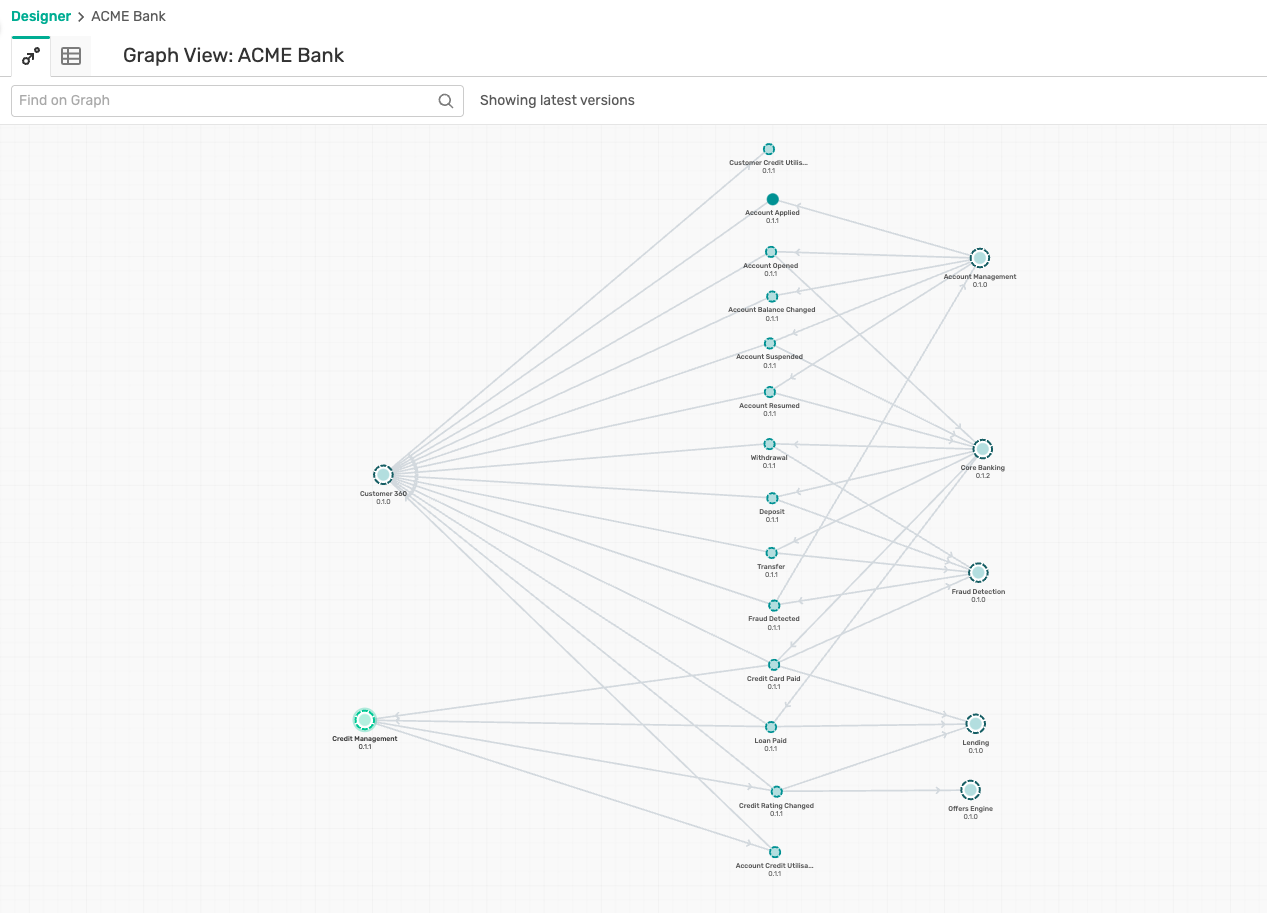 Designer > ACME Bank
Graph View: ACME Bank
Find on Graph
Showing latest versions
Customer Credit Utilis...
0.1.1
Account Applied
0.1.1
Account Opened
0.1.1
Account Management
0.1.0
Account Balance Changed
0.1.1
Account Suspended
0.1.1
Account Resumed
0.1.1
Withdrawal
0.1.1
Core Banking
0.1.2
Customer 360
0.1.0
Deposit
0.1.1
Transfer
0.1.1
Fraud Detection
0.1.0
Fraud Detected
0.1.1
Credit Card Paid
0.1.1
Credit Management
0.1.1
Loan Paid
0.1.1
Lending
0.1.0
Credit Rating Changed
0.1.1
Offers Engine
0.1.0
Account Credit Utilisa...
0.1.1